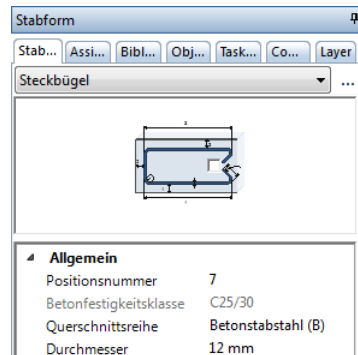 Stabform
Stab... Assi... Bibl... Obj... Task... Co... Layer
Steckbügel ...
Allgemein
Positionsnummer 7
Betonfestigkeitsklasse C25/30
Querschnittsreihe Betonstabstahl (B)
Durchmesser 12 mm